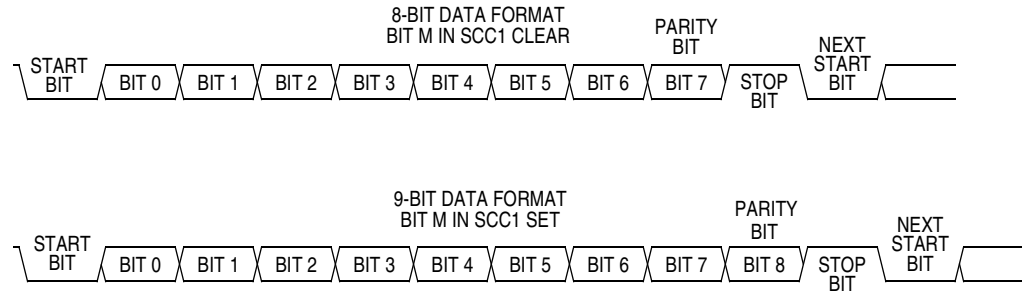 8-BIT DATA FORMAT
BIT M IN SCC1 CLEAR
PARITY
BIT
NEXT
START
BIT
START
BIT
BIT 0 BIT 1 BIT 2 BIT 3 BIT 4 BIT 5 BIT 6 BIT 7
STOP
BIT
9-BIT DATA FORMAT
BIT M IN SCC1 SET
PARITY
BIT
NEXT
START
BIT
START
BIT
BIT 0 BIT 1 BIT 2 BIT 3 BIT 4 BIT 5 BIT 6 BIT 7 BIT 8
STOP
BIT